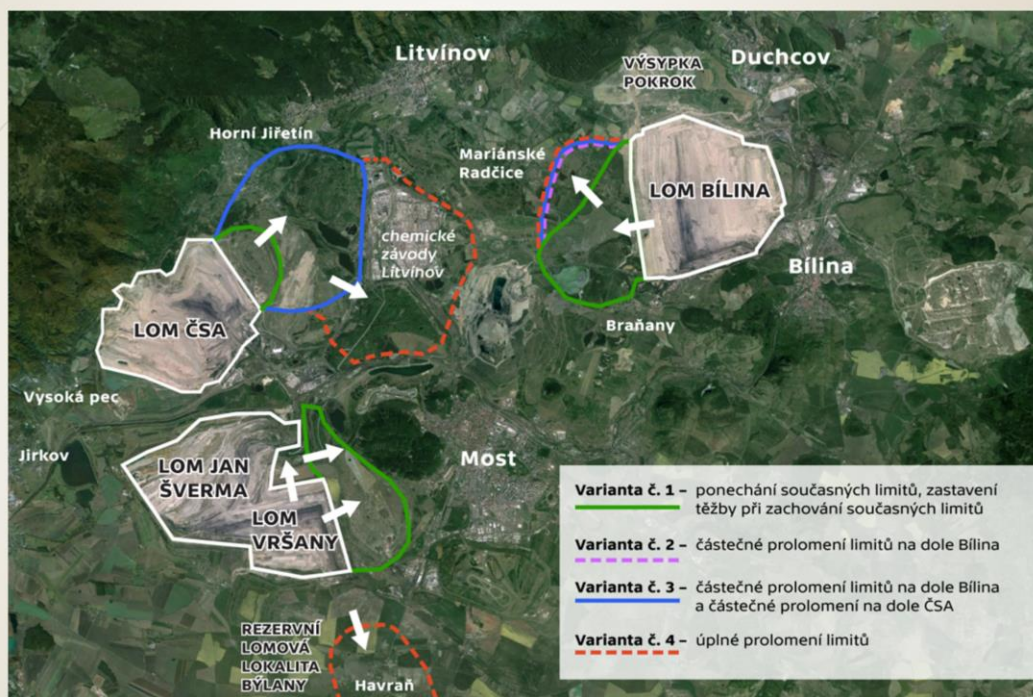 Litvínov
Duchcov
VÝSYPKA
POKROK
Horní Jiřetín
Mariánské
Radčice
LOM BÍLINA
chemické
závody
Litvínov
Bílina
LOM ČSA
Braňany
Vysoká pec
Jirkov
LOM JAN
ŠVERMA
Most
LOM
VRŠANY
Varianta č. 1 – ponechání současných limitů, zastavení
těžby při zachování současných limitů
Varianta č. 2 – částečné prolomení limitů na dole Bílina
Varianta č. 3 – částečné prolomení limitů na dole Bílina
a částečné prolomení na dole ČSA
Varianta č. 4 – úplné prolomení limitů
REZERVNÍ
LOMOVÁ
LOKALITA
BÝLANY
Havraň